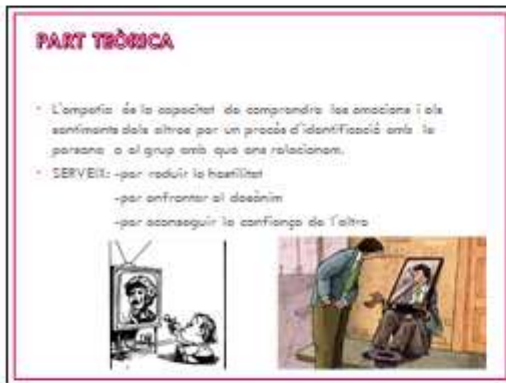 PART TEÒRICA
• L'empatia és la capacitat de comprendre les emocions i els
sentiments dels altres per un procés d'identificació amb la
persona o el grup amb que ens relacionem.
• SERVEIX: -per reduir la hostilitat
-per enfrontar el desànim
-per aconseguir la confiança de l'altre